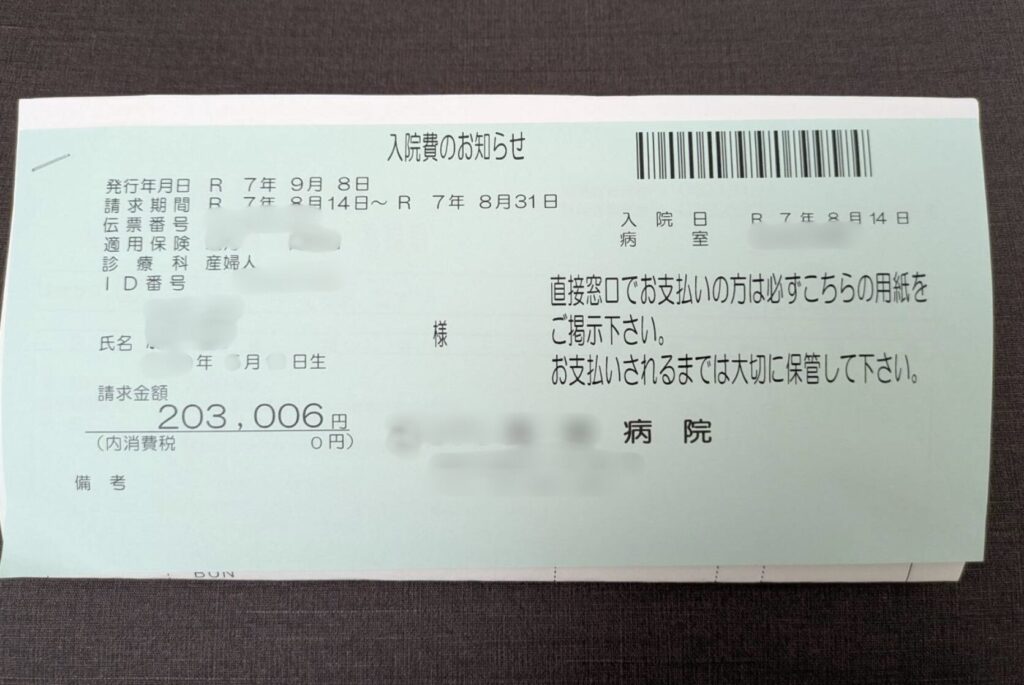 入院費のお知らせ
発行年月日 R 7年 9月 8日
請求期間 R 7年 8月14日~ R 7年 8月31日
伝票番号
適用保険
診療科 産婦人
ID番号
入院日 R 7年 8月14日
病室
直接窓口でお支払いの方は必ずこちらの用紙を
ご掲示下さい。
お支払いされるまでは大切に保管して下さい。
氏名 様
年 月 日生
請求金額
203,006円
(内消費税 0円)
病院
備考
BUN